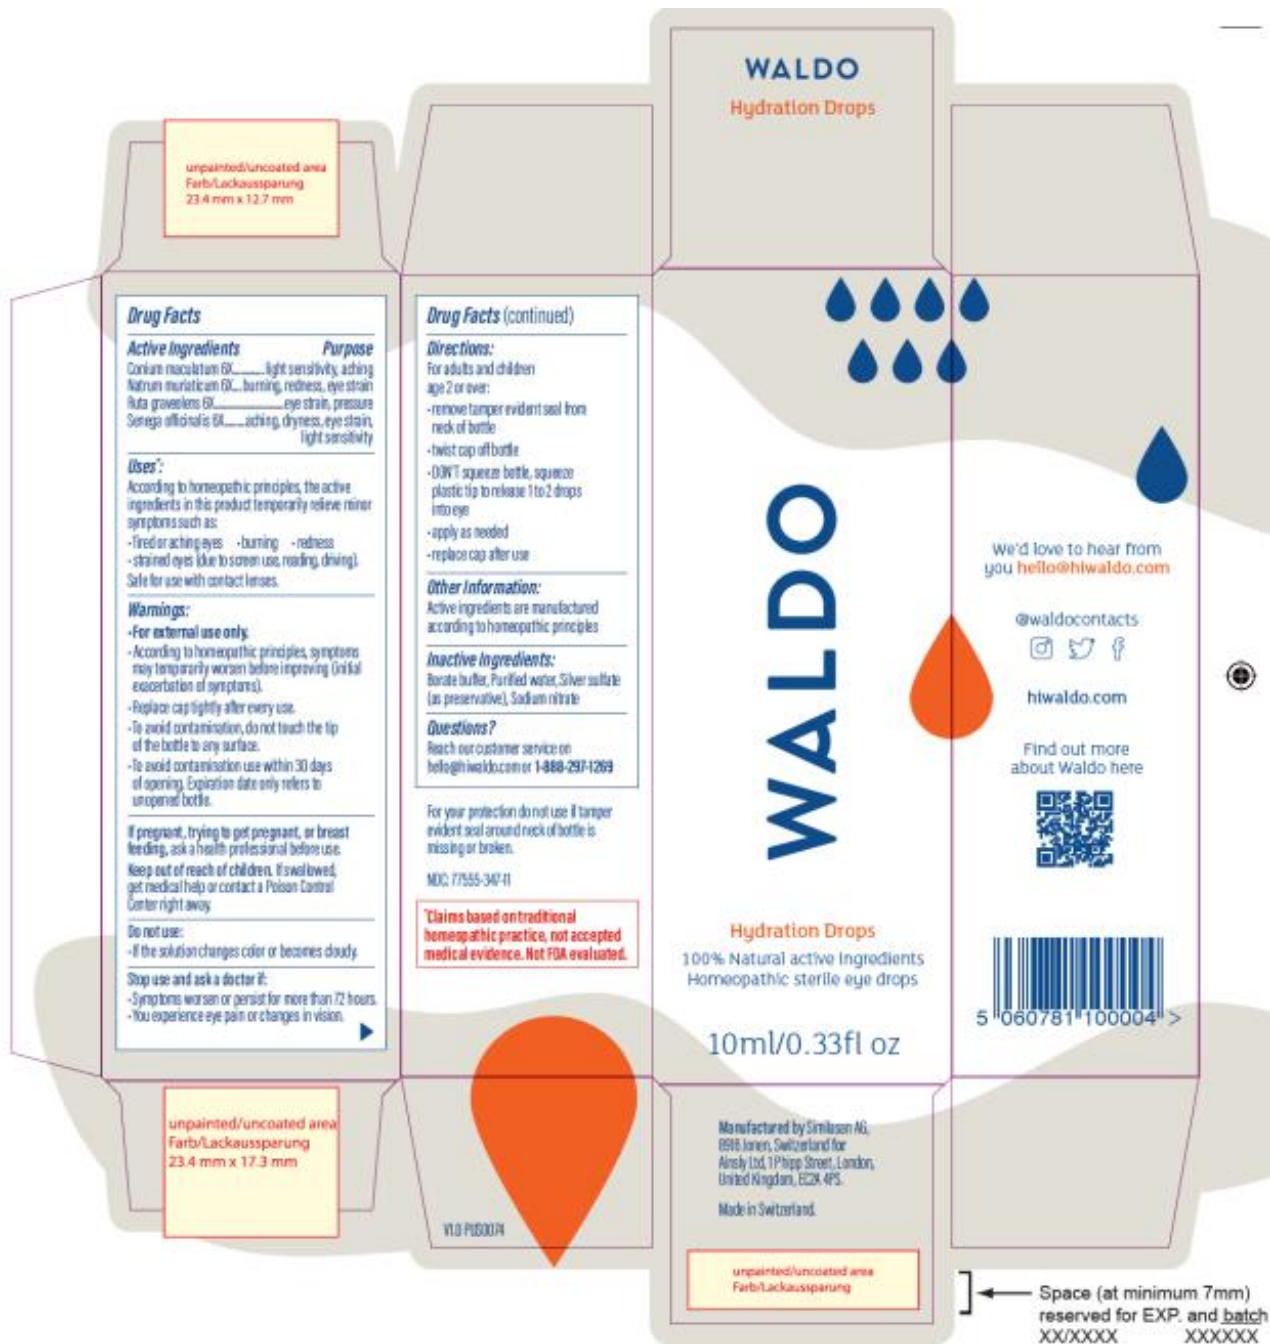 WALDO
Hydration Drops
unpainted/uncoated area
Farb/Lackaussparung
23.4 mm x 12.7 mm
Drug Facts
Active Ingredients Purpose
Conium maculatum 6X............light sensitivity, aching
Natrum muriaticum 6X....burning, redness, eye strain
Ruta graveolens 6X..........................eye strain, pressure
Senega officinalis 6X........aching, dryness, eye strain,
light sensitivity
Uses*:
According to homeopathic principles, the active
ingredients in this product temporarily relieve minor
symptoms such as:
•Tired or aching eyes •burning •redness
•strained eyes (due to screen use, reading, driving).
Safe for use with contact lenses.
Warnings:
•For external use only.
•According to homeopathic principles, symptoms
may temporarily worsen before improving (initial
exacerbation of symptoms).
•Replace cap tightly after every use.
•To avoid contamination, do not touch the tip
of the bottle to any surface.
•To avoid contamination use within 30 days
of opening. Expiration date only refers to
unopened bottle.
If pregnant, trying to get pregnant, or breast
feeding, ask a health professional before use.
Keep out of reach of children. If swallowed,
get medical help or contact a Poison Control
Center right away.
Do not use:
•If the solution changes color or becomes cloudy.
Stop use and ask a doctor if:
•Symptoms worsen or persist for more than 72 hours.
•You experience eye pain or changes in vision.
unpainted/uncoated area
Farb/Lackaussparung
23.4 mm x 17.3 mm
Drug Facts (continued)
Directions:
For adults and children
age 2 or over:
•remove tamper evident seal from
neck of bottle
•twist cap off bottle
•DON'T squeeze bottle, squeeze
plastic tip to release 1 to 2 drops
into eye
•apply as needed
•replace cap after use
Other Information:
Active ingredients are manufactured
according to homeopathic principles
Inactive Ingredients:
Borate buffer, Purified water, Silver sulfate
(as preservative), Sodium nitrate
Questions?
Reach our customer service on
hello@hiwaldo.com or 1-888-297-1269
For your protection do not use if tamper
evident seal around neck of bottle is
missing or broken.
NDC: 77555-347-11
*Claims based on traditional
homeopathic practice, not accepted
medical evidence. Not FDA evaluated.
V1.0 PUS0074
WALDO
Hydration Drops
100% Natural active ingredients
Homeopathic sterile eye drops
10ml/0.33fl oz
Manufactured by Similasan AG,
8916 Jonen, Switzerland for
Ainsly Ltd, 1 Phipp Street, London,
United Kingdom, EC2A 4PS.
Made in Switzerland.
unpainted/uncoated area
Farb/Lackaussparung
We'd love to hear from
you hello@hiwaldo.com
@waldocontacts
hiwaldo.com
Find out more
about Waldo here
5 060781 100004 >
Space (at minimum 7mm)
reserved for EXP. and batch
XX/XXXX XXXXXX